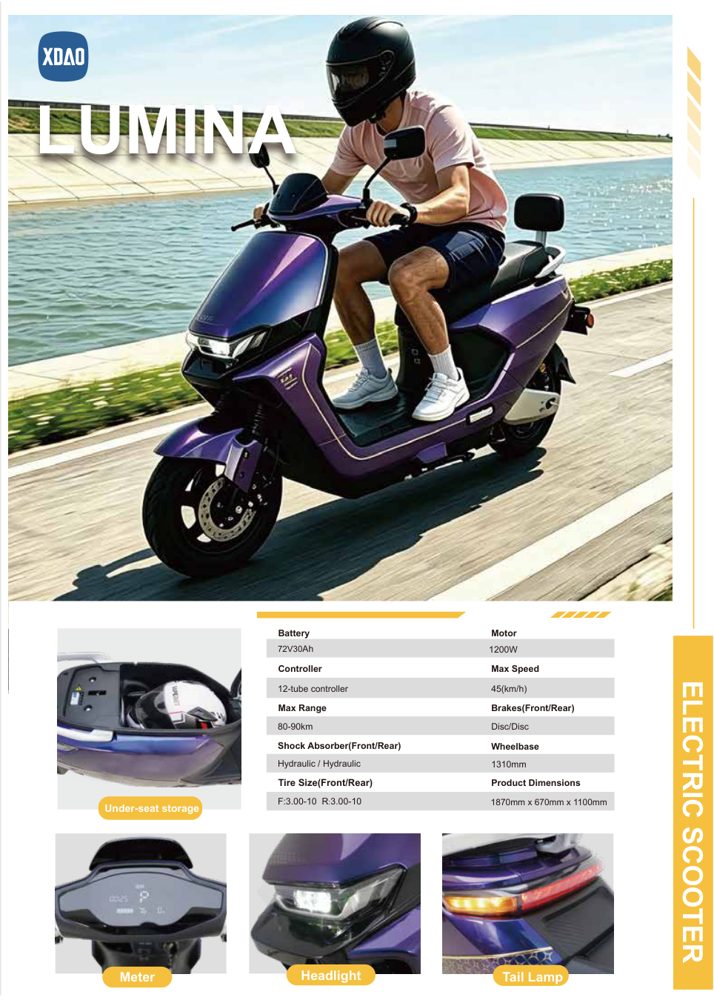 XDAO
LUMINA
Battery
Motor
72V30Ah
1200W
Controller
Max Speed
12-tube controller
45(km/h)
Max Range
Brakes(Front/Rear)
80-90km
Disc/Disc
Shock Absorber(Front/Rear)
Wheelbase
Hydraulic / Hydraulic
1310mm
Tire Size(Front/Rear)
Product Dimensions
F:3.00-10 R:3.00-10
1870mm x 670mm x 1100mm
Under-seat storage
Meter
Headlight
Tail Lamp
ELECTRIC SCOOTER